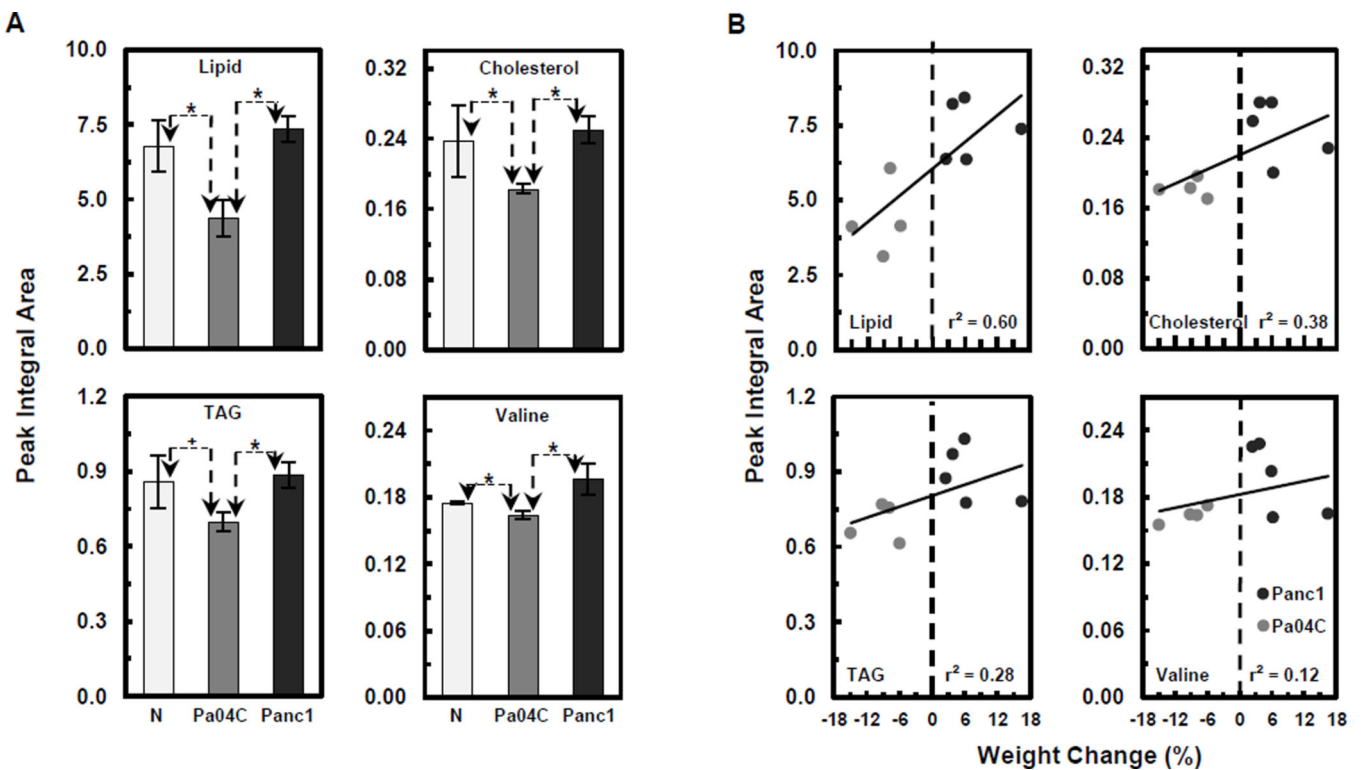 A
B
Peak Integral Area
10.0
7.5
5.0
2.5
0.0
Lipid
* *
0.32
0.24
0.16
0.08
0.00
Cholesterol
* *
1.2
0.9
0.6
0.3
0.0
TAG
+ *
N Pa04C Panc1
0.24
0.18
0.12
0.06
0.00
Valine
* *
N Pa04C Panc1
Peak Integral Area
10.0
7.5
5.0
2.5
0.0
Lipid r² = 0.60
0.32
0.24
0.16
0.08
0.00
Cholesterol r² = 0.38
1.2
0.9
0.6
0.3
0.0
TAG r² = 0.28
-18 -12 -6 0 6 12 18
0.24
0.18
0.12
0.06
0.00
Panc1
Pa04C
Valine r² = 0.12
-18 -12 -6 0 6 12 18
Weight Change (%)